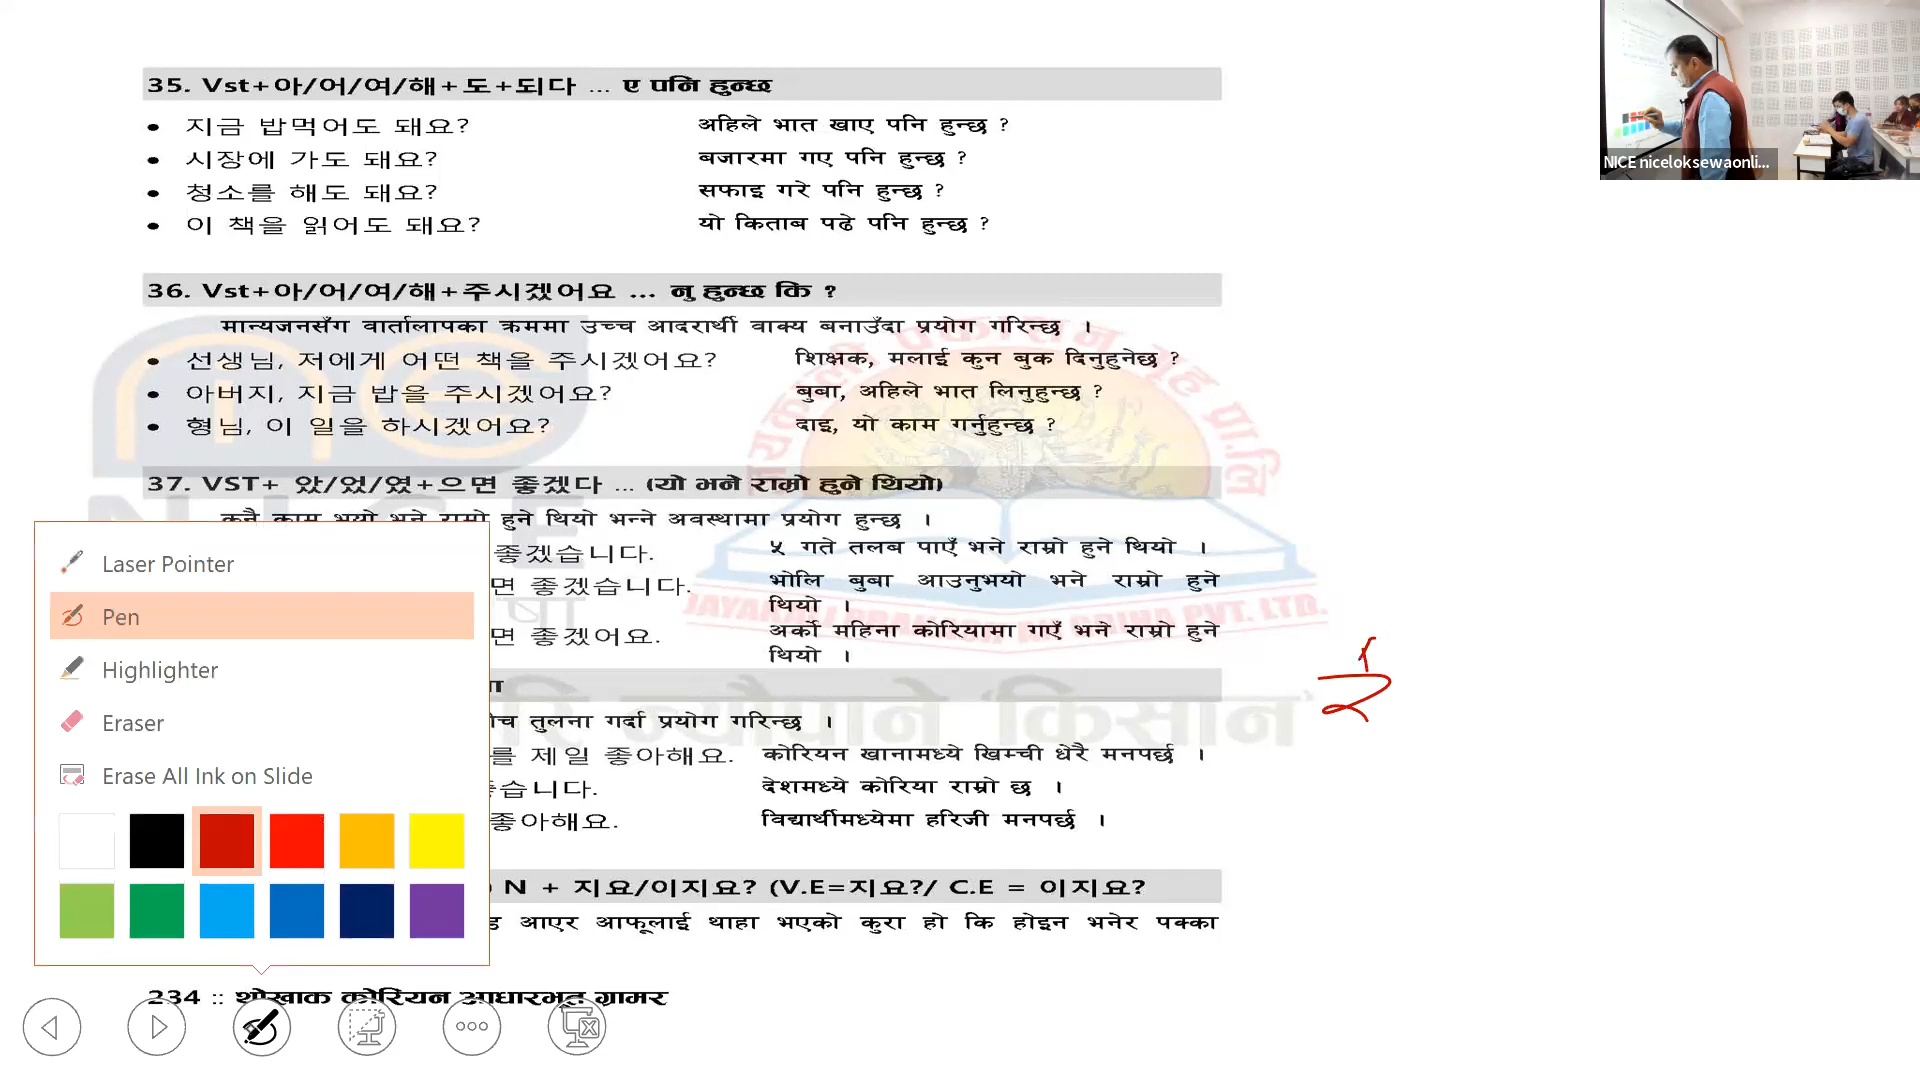 35. Vst+아/어/여/해+도+되다 ... ए पनि हुन्छ
• 지금 밥먹어도 돼요? अहिले भात खाए पनि हुन्छ ?
• 시장에 가도 돼요? बजारमा गए पनि हुन्छ ?
• 청소를 해도 돼요? सफाइ गरे पनि हुन्छ ?
• 이 책을 읽어도 돼요? यो किताब पढे पनि हुन्छ ?
36. Vst+아/어/여/해+주시겠어요 ... नु हुन्छ कि ?
मान्यजनसँग वार्तालापका क्रममा उच्च आदरार्थी वाक्य बनाउँदा प्रयोग गरिन्छ ।
• 선생님, 저에게 어떤 책을 주시겠어요? शिक्षक, मलाई कुन बुक दिनुहुनेछ ?
• 아버지, 지금 밥을 주시겠어요? बुबा, अहिले भात लिनुहुन्छ ?
• 형님, 이 일을 하시겠어요? दाइ, यो काम गर्नुहुन्छ ?
37. VST+ 았/었/였+으면 좋겠다 ... (यो भने राम्रो हुने थियो)
कुनै काम भयो भने राम्रो हुने थियो भन्ने अवस्थामा प्रयोग हुन्छ ।
좋겠습니다. ५ गते तलब पाएँ भने राम्रो हुने थियो ।
면 좋겠습니다. भोलि बुबा आउनुभयो भने राम्रो हुने
थियो ।
면 좋겠어요. अर्को महिना कोरियामा गएँ भने राम्रो हुने
थियो ।
तुलना गर्दा प्रयोग गरिन्छ ।
를 제일 좋아해요. कोरियन खानामध्ये खिम्ची धेरै मनपर्छ ।
습니다. देशमध्ये कोरिया राम्रो छ ।
좋아해요. विद्यार्थीमध्येमा हरिजी मनपर्छ ।
N + 지요/이지요? (V.E=지요?/ C.E = 이지요?
आएर आफूलाई थाहा भएको कुरा हो कि होइन भनेर पक्का
234 :: थोखाक कोरियन आधारभूत ग्रामर
Laser Pointer
Pen
Highlighter
Eraser
Erase All Ink on Slide
NICE niceloksewaonli...
JAYAKALI PRAKASHAN GRIHA PVT. LTD.
न्यौपाने 'किसान'